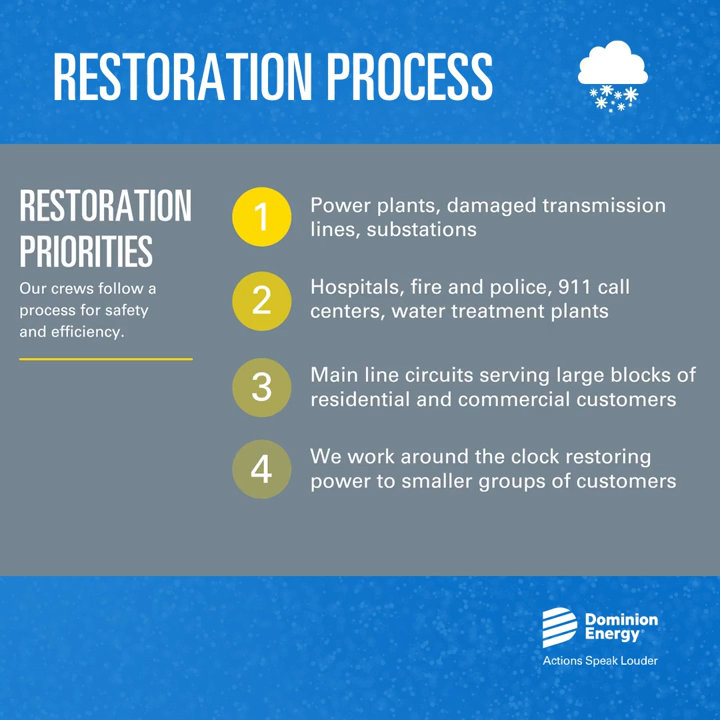 RESTORATION PROCESS
RESTORATION
PRIORITIES
Our crews follow a
process for safety
and efficiency.
1
Power plants, damaged transmission
lines, substations
2
Hospitals, fire and police, 911 call
centers, water treatment plants
3
Main line circuits serving large blocks of
residential and commercial customers
4
We work around the clock restoring
power to smaller groups of customers
Dominion
Energy®
Actions Speak Louder